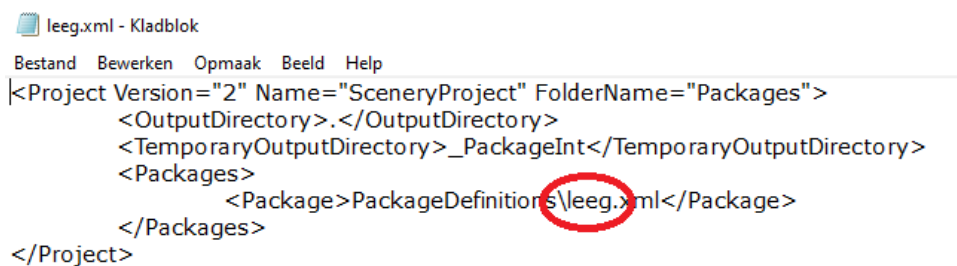 leeg.xml - Kladblok
Bestand Bewerken Opmaak Beeld Help
<Project Version="2" Name="SceneryProject" FolderName="Packages">
<OutputDirectory>.</OutputDirectory>
<TemporaryOutputDirectory>_PackageInt</TemporaryOutputDirectory>
<Packages>
<Package>PackageDefinitions\leeg.xml</Package>
</Packages>
</Project>